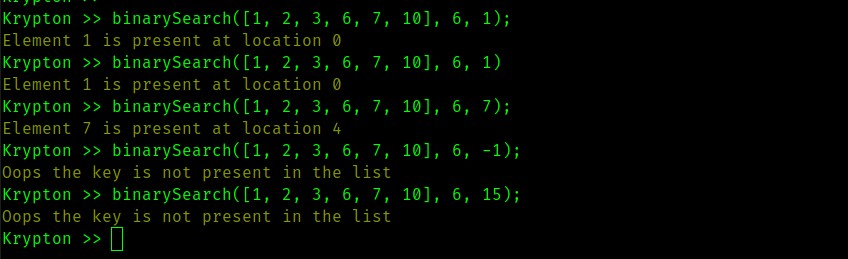 Krypton >>
Krypton >> binarySearch([1, 2, 3, 6, 7, 10], 6, 1);
Element 1 is present at location 0
Krypton >> binarySearch([1, 2, 3, 6, 7, 10], 6, 1)
Element 1 is present at location 0
Krypton >> binarySearch([1, 2, 3, 6, 7, 10], 6, 7);
Element 7 is present at location 4
Krypton >> binarySearch([1, 2, 3, 6, 7, 10], 6, -1);
Oops the key is not present in the list
Krypton >> binarySearch([1, 2, 3, 6, 7, 10], 6, 15);
Oops the key is not present in the list
Krypton >>